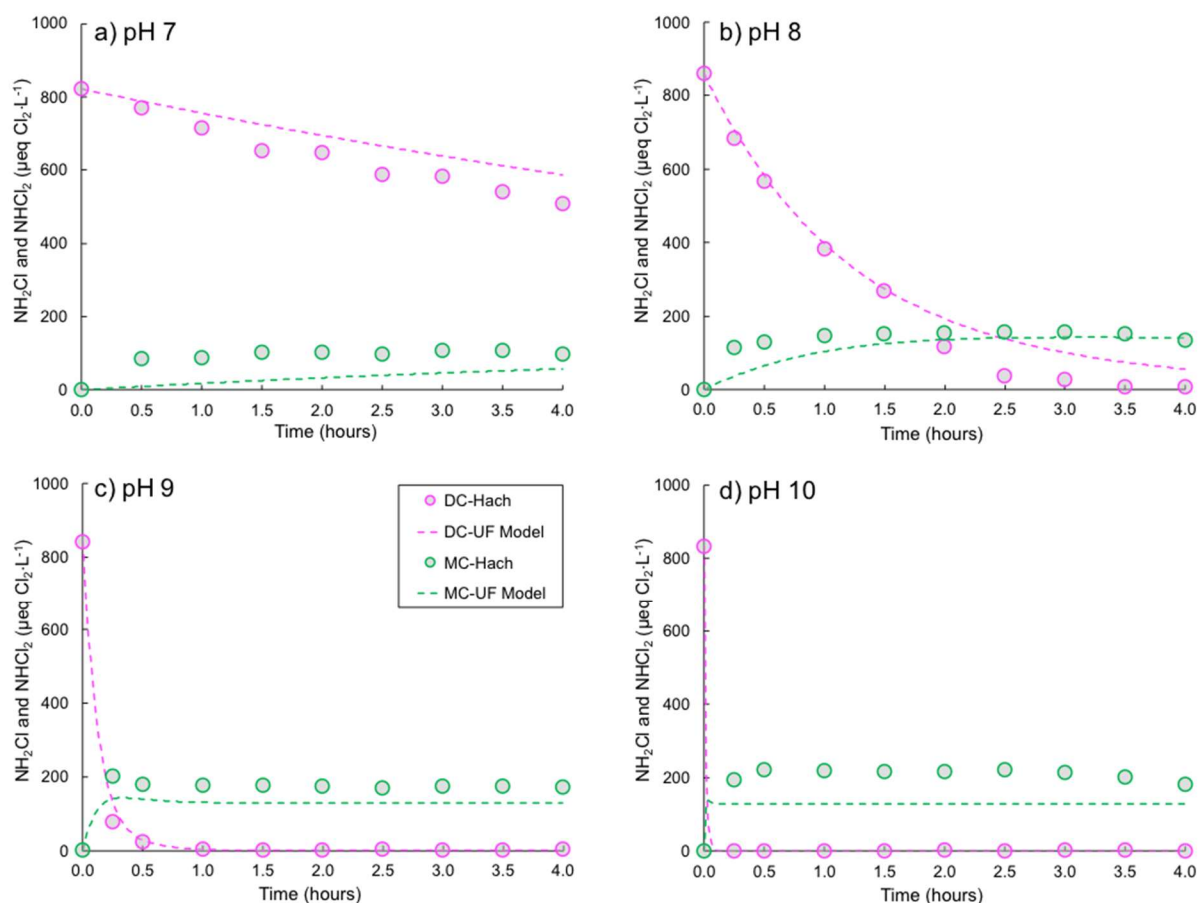 a) pH 7
NH₂Cl and NHCl₂ (µeq Cl₂·L⁻¹)
1000
800
600
400
200
0
0.0 0.5 1.0 1.5 2.0 2.5 3.0 3.5 4.0
Time (hours)
b) pH 8
NH₂Cl and NHCl₂ (µeq Cl₂·L⁻¹)
1000
800
600
400
200
0
0.0 0.5 1.0 1.5 2.0 2.5 3.0 3.5 4.0
Time (hours)
c) pH 9
NH₂Cl and NHCl₂ (µeq Cl₂·L⁻¹)
1000
800
600
400
200
0
0.0 0.5 1.0 1.5 2.0 2.5 3.0 3.5 4.0
Time (hours)
DC-Hach
DC-UF Model
MC-Hach
MC-UF Model
d) pH 10
NH₂Cl and NHCl₂ (µeq Cl₂·L⁻¹)
1000
800
600
400
200
0
0.0 0.5 1.0 1.5 2.0 2.5 3.0 3.5 4.0
Time (hours)